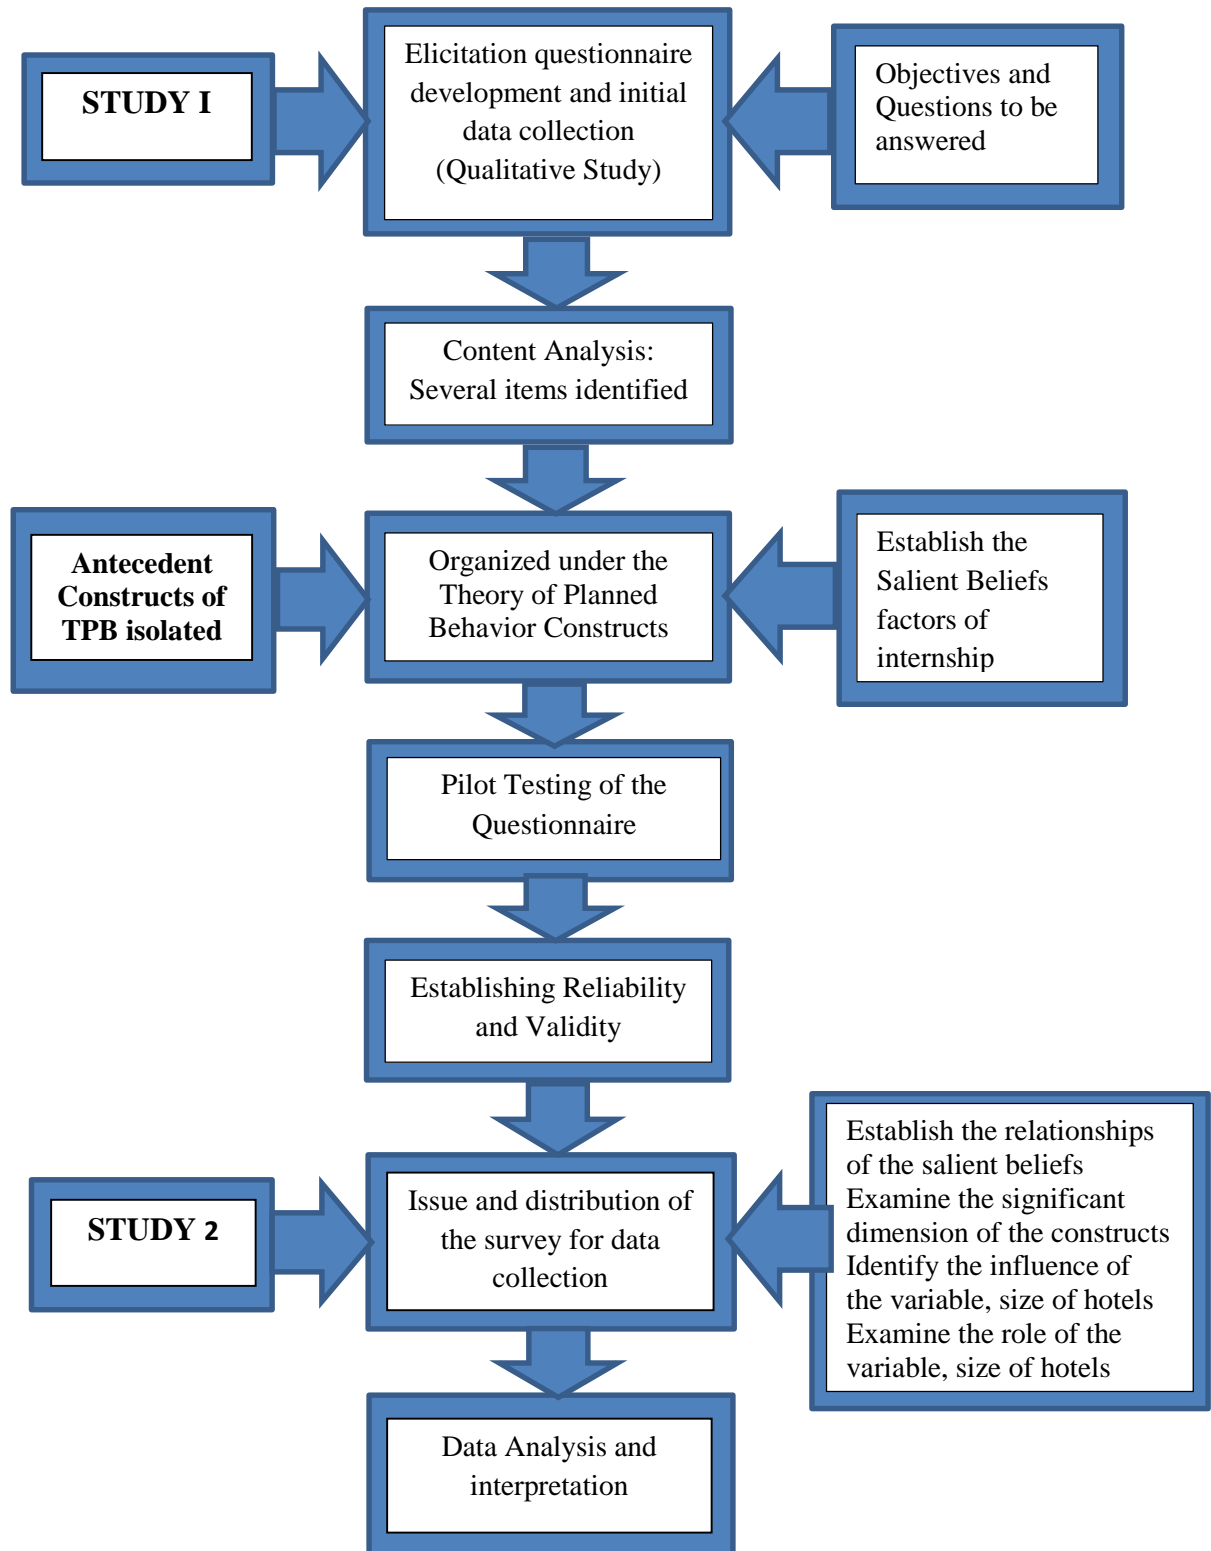 STUDY I
Elicitation questionnaire
development and initial
data collection
(Qualitative Study)
Objectives and
Questions to be
answered
Content Analysis:
Several items identified
Antecedent
Constructs of
TPB isolated
Organized under the
Theory of Planned
Behavior Constructs
Establish the
Salient Beliefs
factors of
internship
Pilot Testing of the
Questionnaire
Establishing Reliability
and Validity
STUDY 2
Issue and distribution of
the survey for data
collection
Establish the relationships
of the salient beliefs
Examine the significant
dimension of the constructs
Identify the influence of
the variable, size of hotels
Examine the role of the
variable, size of hotels
Data Analysis and
interpretation